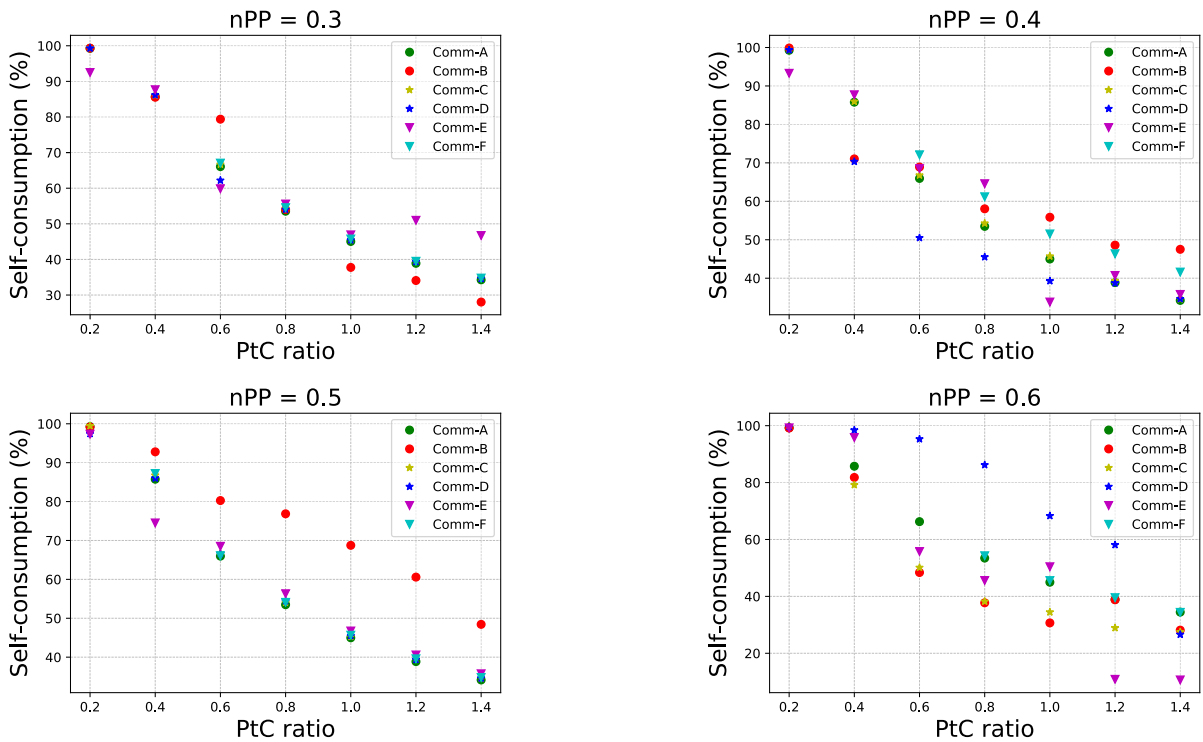 nPP = 0.3
Self-consumption (%)
100
90
80
70
60
50
40
30
Comm-A
Comm-B
Comm-C
Comm-D
Comm-E
Comm-F
0.2 0.4 0.6 0.8 1.0 1.2 1.4
PtC ratio
nPP = 0.4
Self-consumption (%)
100
90
80
70
60
50
40
Comm-A
Comm-B
Comm-C
Comm-D
Comm-E
Comm-F
0.2 0.4 0.6 0.8 1.0 1.2 1.4
PtC ratio
nPP = 0.5
Self-consumption (%)
100
90
80
70
60
50
40
Comm-A
Comm-B
Comm-C
Comm-D
Comm-E
Comm-F
0.2 0.4 0.6 0.8 1.0 1.2 1.4
PtC ratio
nPP = 0.6
Self-consumption (%)
100
80
60
40
20
Comm-A
Comm-B
Comm-C
Comm-D
Comm-E
Comm-F
0.2 0.4 0.6 0.8 1.0 1.2 1.4
PtC ratio